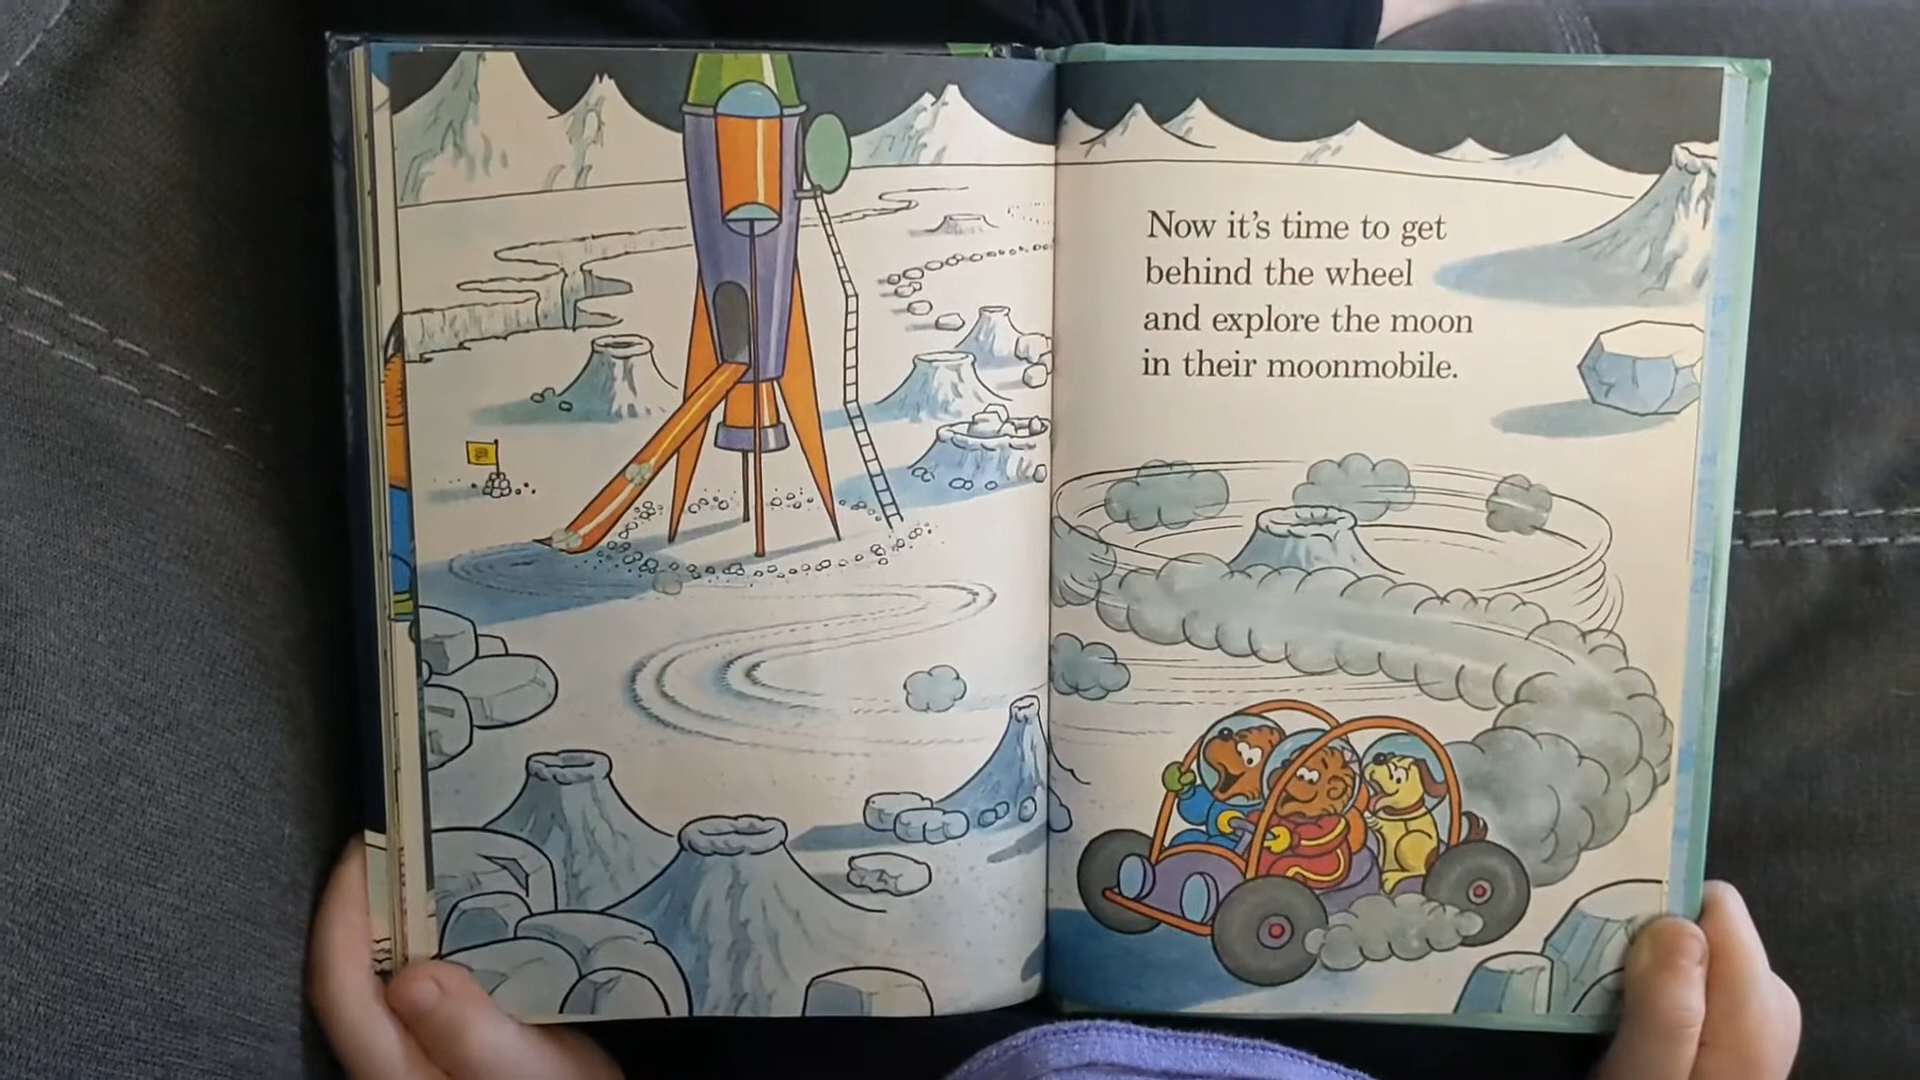 Now it's time to get
behind the wheel
and explore the moon
in their moonmobile.